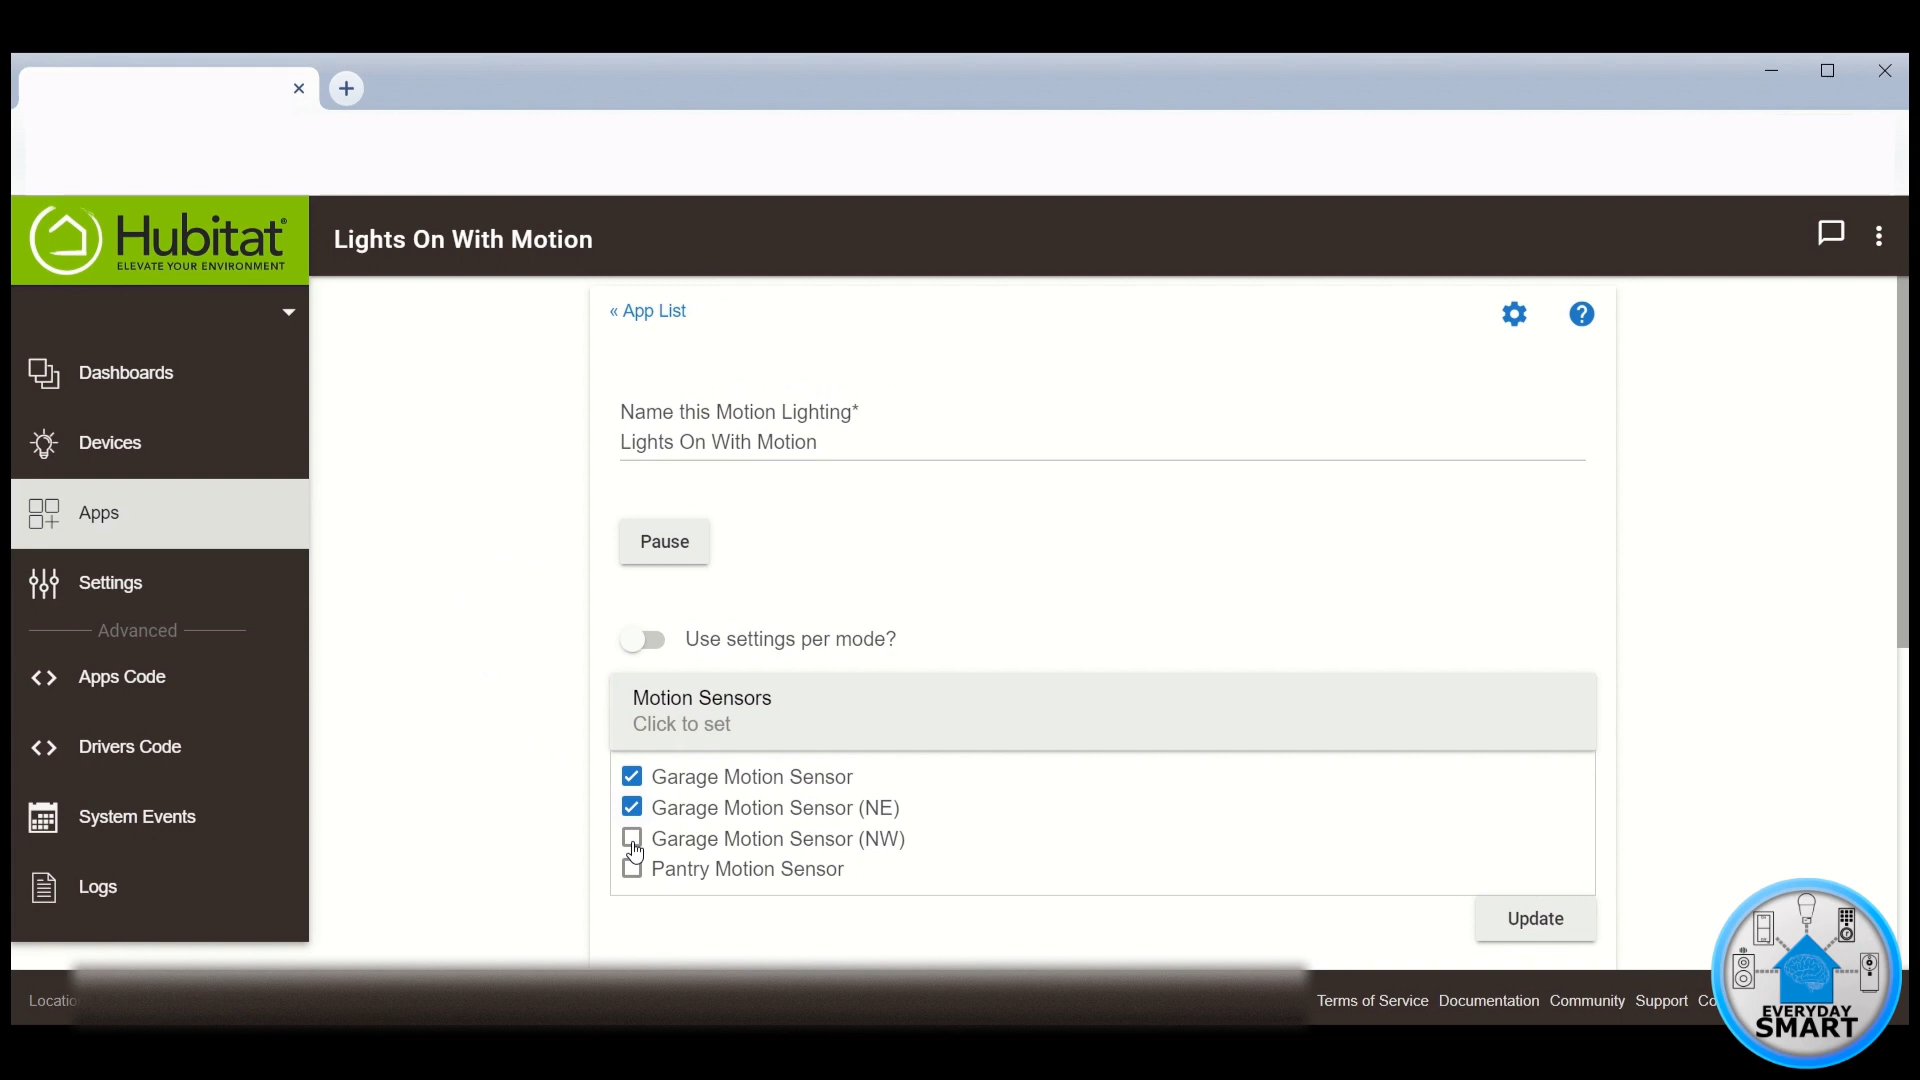 Hubitat®
ELEVATE YOUR ENVIRONMENT
Lights On With Motion
Dashboards
Devices
Apps
Settings
Advanced
Apps Code
Drivers Code
System Events
Logs
« App List
Name this Motion Lighting*
Lights On With Motion
Pause
Use settings per mode?
Motion Sensors
Click to set
Garage Motion Sensor
Garage Motion Sensor (NE)
Garage Motion Sensor (NW)
Pantry Motion Sensor
Update
Terms of Service Documentation Community Support
EVERYDAY
SMART